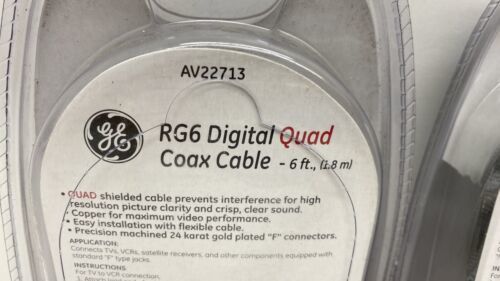 AV22713
GE
RG6 Digital Quad
Coax Cable - 6 ft., (1.8 m)
• QUAD shielded cable prevents interference for high
resolution picture clarity and crisp, clear sound.
• Copper for maximum video performance.
• Easy installation with flexible cable.
• Precision machined 24 karat gold plated "F" connectors.
APPLICATION:
Connects TVs, VCRs, satellite receivers, and other components equipped with
standard "F" type jacks.
INSTRUCTIONS:
For TV to VCR connection,
1. Attach